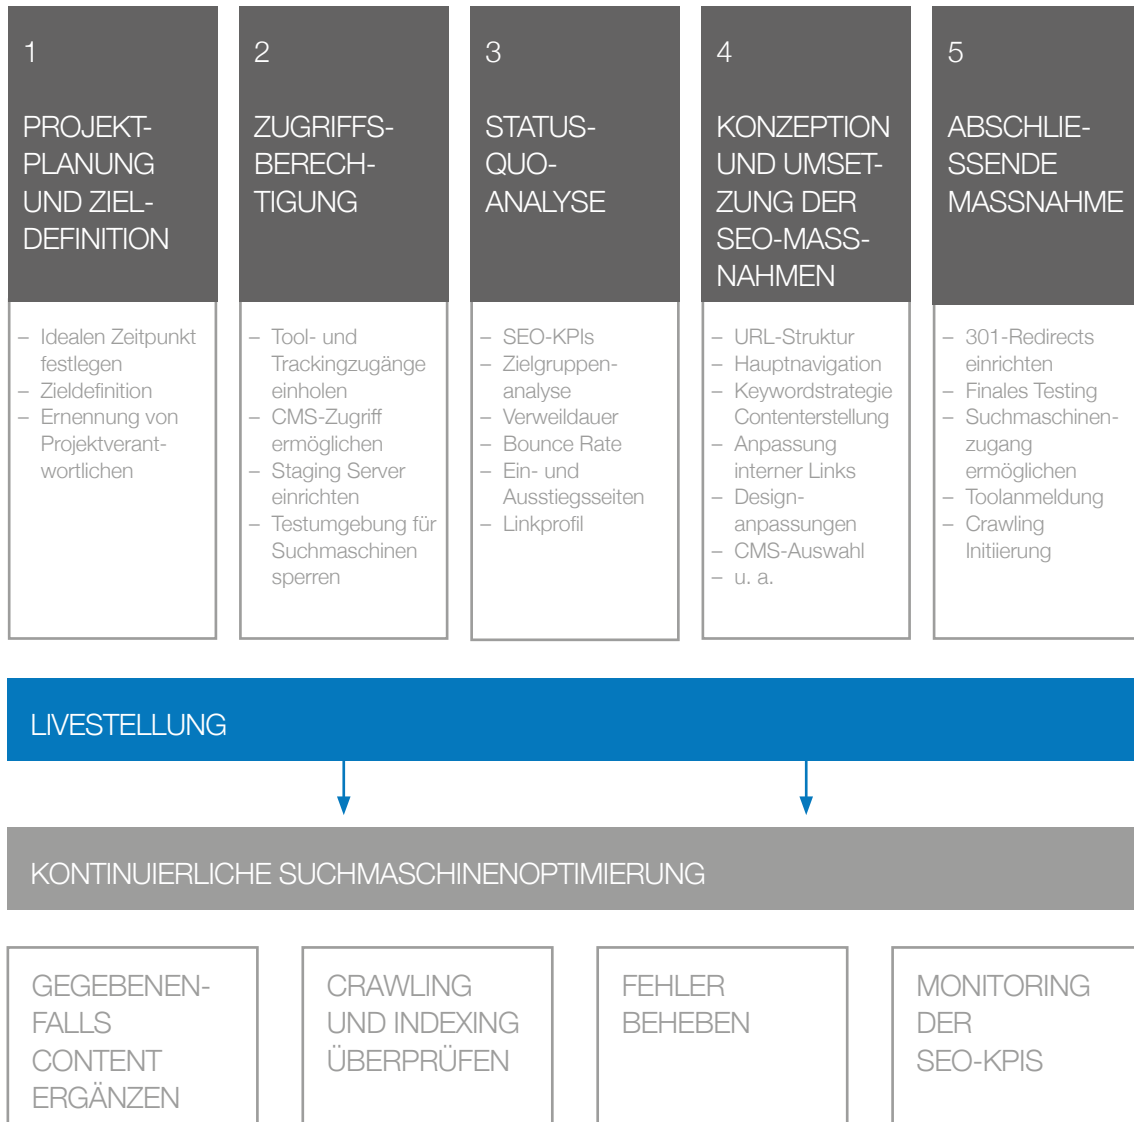 1
PROJEKT-
PLANUNG
UND ZIEL-
DEFINITION
– Idealen Zeitpunkt
festlegen
– Zieldefinition
– Ernennung von
Projektverant-
wortlichen
2
ZUGRIFFS-
BERECH-
TIGUNG
– Tool- und
Trackingzugänge
einholen
– CMS-Zugriff
ermöglichen
– Staging Server
einrichten
– Testumgebung für
Suchmaschinen
sperren
3
STATUS-
QUO-
ANALYSE
– SEO-KPIs
– Zielgruppen-
analyse
– Verweildauer
– Bounce Rate
– Ein- und
Ausstiegsseiten
– Linkprofil
4
KONZEPTION
UND UMSET-
ZUNG DER
SEO-MASS-
NAHMEN
– URL-Struktur
– Hauptnavigation
– Keywordstrategie
Contenterstellung
– Anpassung
interner Links
– Design-
anpassungen
– CMS-Auswahl
– u. a.
5
ABSCHLIE-
SSENDE
MASSNAHME
– 301-Redirects
einrichten
– Finales Testing
– Suchmaschinen-
zugang
ermöglichen
– Toolanmeldung
– Crawling
Initiierung
LIVESTELLUNG
KONTINUIERLICHE SUCHMASCHINENOPTIMIERUNG
GEGEBENEN-
FALLS
CONTENT
ERGÄNZEN
CRAWLING
UND INDEXING
ÜBERPRÜFEN
FEHLER
BEHEBEN
MONITORING
DER
SEO-KPIS